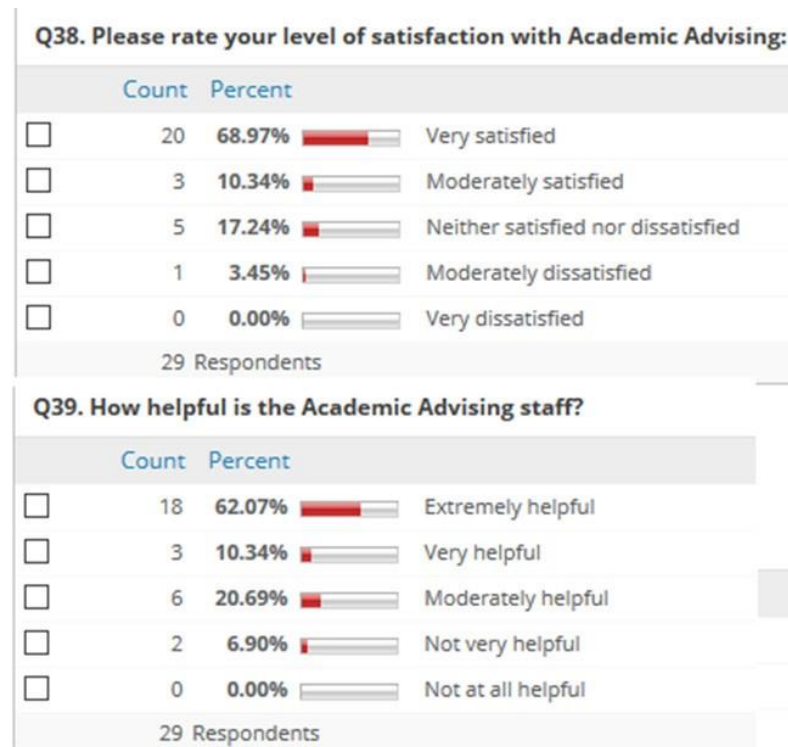 Q38. Please rate your level of satisfaction with Academic Advising:
Count Percent
20 68.97% Very satisfied
3 10.34% Moderately satisfied
5 17.24% Neither satisfied nor dissatisfied
1 3.45% Moderately dissatisfied
0 0.00% Very dissatisfied
29 Respondents
Q39. How helpful is the Academic Advising staff?
Count Percent
18 62.07% Extremely helpful
3 10.34% Very helpful
6 20.69% Moderately helpful
2 6.90% Not very helpful
0 0.00% Not at all helpful
29 Respondents